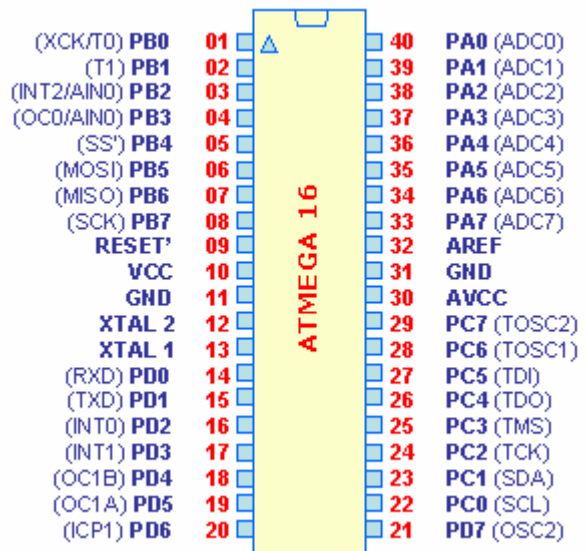 (XCK/T0) PB0 01 40 PA0 (ADC0)
(T1) PB1 02 39 PA1 (ADC1)
(INT2/AIN0) PB2 03 38 PA2 (ADC2)
(OC0/AIN0) PB3 04 37 PA3 (ADC3)
(SS') PB4 05 36 PA4 (ADC4)
(MOSI) PB5 06 35 PA5 (ADC5)
(MISO) PB6 07 34 PA6 (ADC6)
(SCK) PB7 08 33 PA7 (ADC7)
RESET' 09 32 AREF
VCC 10 31 GND
GND 11 30 AVCC
XTAL 2 12 29 PC7 (TOSC2)
XTAL 1 13 28 PC6 (TOSC1)
(RXD) PD0 14 27 PC5 (TDI)
(TXD) PD1 15 26 PC4 (TDO)
(INT0) PD2 16 25 PC3 (TMS)
(INT1) PD3 17 24 PC2 (TCK)
(OC1B) PD4 18 23 PC1 (SDA)
(OC1A) PD5 19 22 PC0 (SCL)
(ICP1) PD6 20 21 PD7 (OSC2)
ATMEGA 16